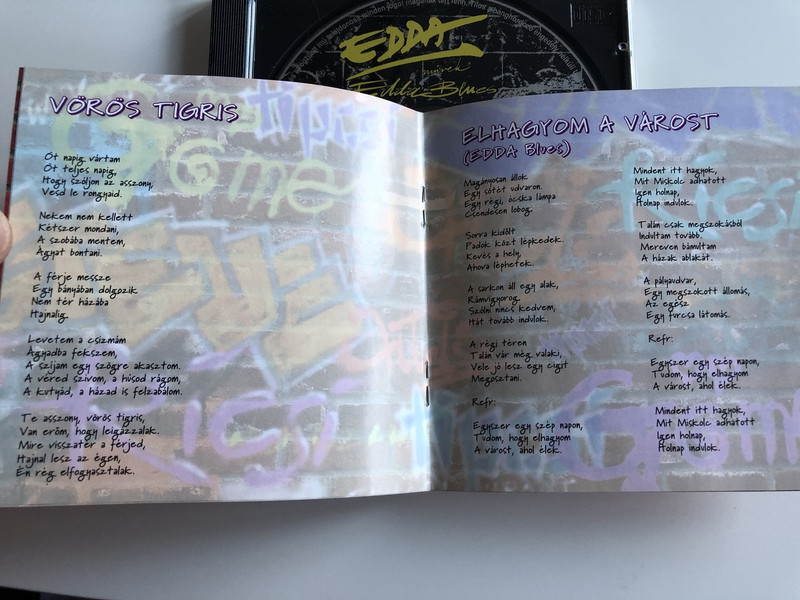 EDDA
művek
Edda Blues
VÖRÖS TIGRIS
Öt napig vártam
Öt teljes napig,
Hogy szóljon az asszony,
Vesd le rongyaid.
Nekem nem kellett
Kétszer mondani,
A szobába mentem,
Ágyat bontani.
A férje messze
Egy bányában dolgozik
Nem tér házába
Hajnalig.
Levetem a csizmám
Ágyadba fekszem,
A szíjam egy szögre akasztom.
A véred szívom, a húsod rágom,
A kutyád, a házad is felzabálom.
Te asszony, vörös tigris,
Van erőm, hogy leigázzalak.
Mire visszatér a férjed,
Hajnal lesz az égen,
Én rég elfogyasztalak.
ELHAGYOM A VÁROST
(EDDA Blues)
Magányosan állok
Egy sötét udvaron.
Egy régi, ócska lámpa
Csendesen lobog.
Sorra kidőlt
Padok közt lépkedek.
Kevés a hely,
Ahova léphetek.
A sarkon áll egy alak,
Rámvigyorog.
Szólni nincs kedvem,
Hát tovább indulok.
A régi téren
Talán vár még valaki,
Vele jó lesz egy cigit
Megosztani.
Refr:
Egyszer egy szép napon,
Tudom, hogy elhagyom
A várost, ahol élek.
Mindent itt hagyok,
Mit Miskolc adhatott
Igen holnap,
Holnap indulok.
Talán csak megszokásból
Indultam tovább,
Mereven bámultam
A házak ablakát.
A pályaudvar,
Egy megszokott állomás,
Az egész
Egy furcsa látomás.
Refr:
Egyszer egy szép napon,
Tudom, hogy elhagyom
A várost, ahol élek.
Mindent itt hagyok,
Mit Miskolc adhatott
Igen holnap,
Holnap indulok.